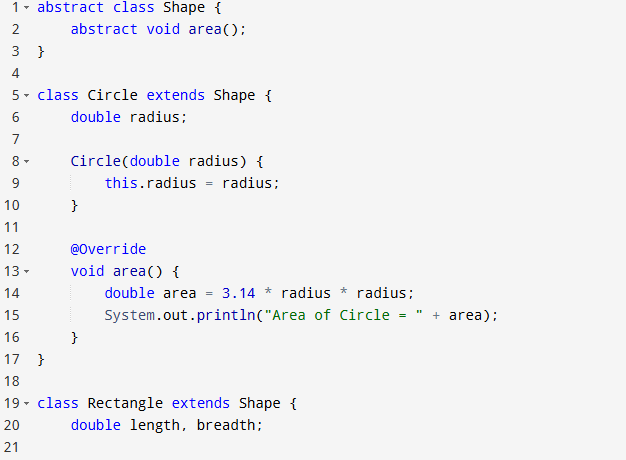 1 abstract class Shape {
2     abstract void area();
3 }
4
5 class Circle extends Shape {
6     double radius;
7
8     Circle(double radius) {
9         this.radius = radius;
10     }
11
12     @Override
13     void area() {
14         double area = 3.14 * radius * radius;
15         System.out.println("Area of Circle = " + area);
16     }
17 }
18
19 class Rectangle extends Shape {
20     double length, breadth;
21